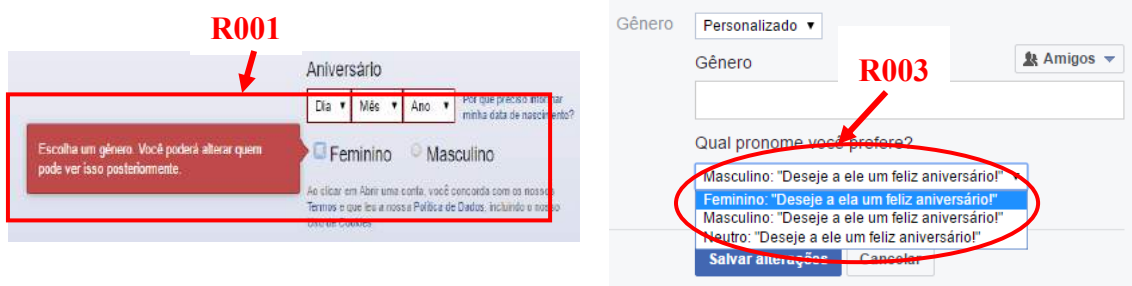 R001
Aniversário
Dia Mês Ano
Por que preciso informar
minha data de nascimento?
Escolha um gênero. Você poderá alterar quem
pode ver isso posteriormente.
Feminino Masculino
Ao clicar em Abrir uma conta, você concorda com os nossos
Termos e que leu a nossa Política de Dados, incluindo o nosso
Uso de Cookies
Gênero Personalizado
R003
Gênero
Amigos
Qual pronome você prefere?
Masculino: "Deseje a ele um feliz aniversário!"
Feminino: "Deseje a ela um feliz aniversário!"
Masculino: "Deseje a ele um feliz aniversário!"
Neutro: "Deseje a ele um feliz aniversário!"
Salvar alterações Cancelar